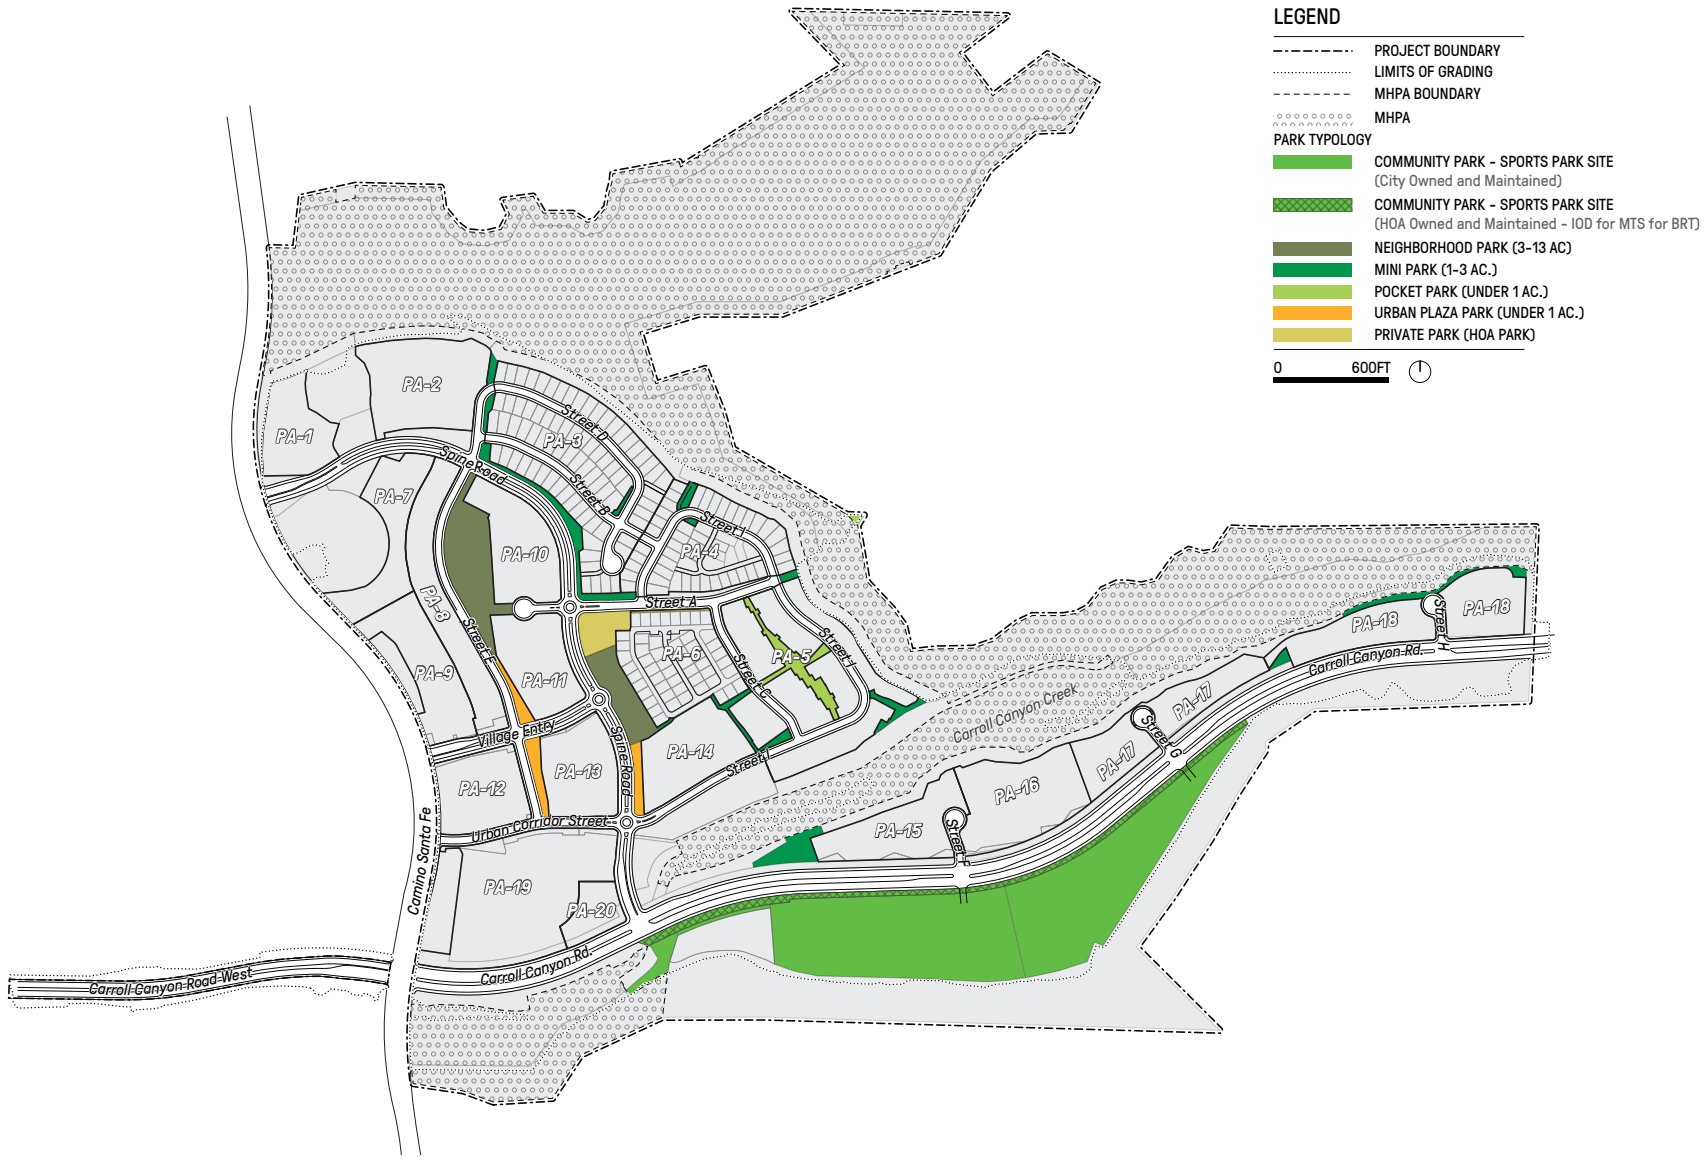 LEGEND
PROJECT BOUNDARY
LIMITS OF GRADING
MHPA BOUNDARY
MHPA
PARK TYPOLOGY
COMMUNITY PARK - SPORTS PARK SITE
(City Owned and Maintained)
COMMUNITY PARK - SPORTS PARK SITE
(HOA Owned and Maintained - IOD for MTS for BRT)
NEIGHBORHOOD PARK (3-13 AC)
MINI PARK (1-3 AC.)
POCKET PARK (UNDER 1 AC.)
URBAN PLAZA PARK (UNDER 1 AC.)
PRIVATE PARK (HOA PARK)
0 600FT
PA-2
PA-1
Street D
PA-3
Spine Road
Street B
PA-7
Street J
PA-4
PA-10
PA-8
Street A
Street E
PA-6
Street C
PA-5
Street I
PA-9
PA-11
Village Entry
Spine Road
PA-14
Street I
PA-13
PA-12
Urban Corridor Street
Camino Santa Fe
PA-19
PA-20
Carroll Canyon Rd.
Carroll Canyon Road West
Carroll Canyon Creek
PA-15
Street F
PA-16
PA-17
Street G
PA-17
Carroll Canyon Rd.
PA-18
Street H
PA-18